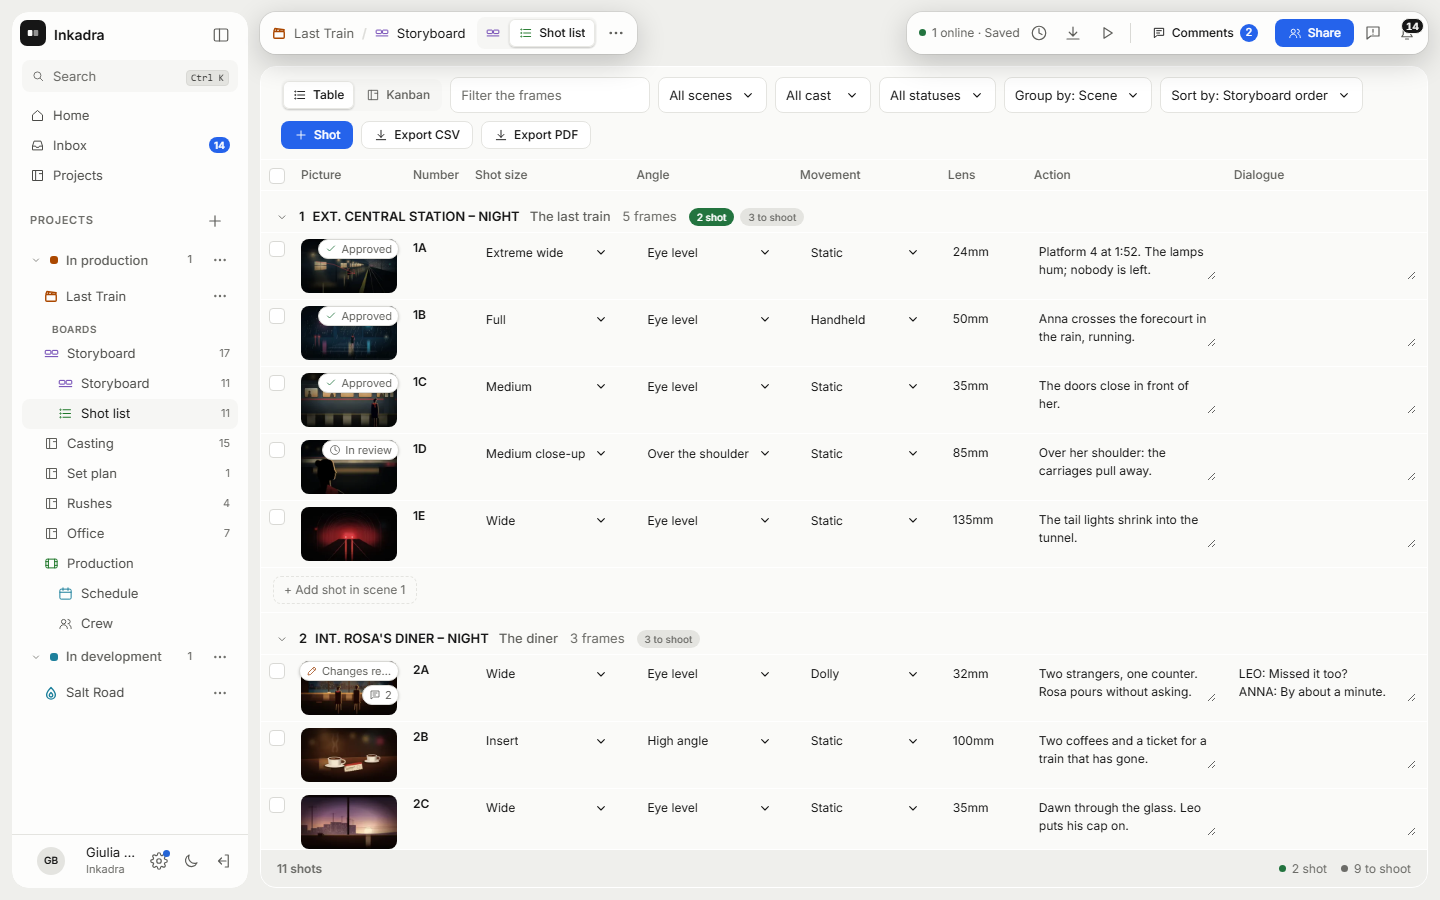 Inkadra
Search
Ctrl K
Home
Inbox 14
Projects
PROJECTS
In production 1
Last Train
BOARDS
Storyboard 17
Storyboard 11
Shot list 11
Casting 15
Set plan 1
Rushes 4
Office 7
Production
Schedule
Crew
In development 1
Salt Road
GB
Giulia ...
Inkadra
Last Train / Storyboard
Shot list
1 online · Saved
Comments 2
Share
14
Table
Kanban
Filter the frames
All scenes
All cast
All statuses
Group by: Scene
Sort by: Storyboard order
+ Shot
Export CSV
Export PDF
Picture Number Shot size Angle Movement Lens Action Dialogue
1 EXT. CENTRAL STATION – NIGHT The last train 5 frames 2 shot 3 to shoot
Approved 1A Extreme wide Eye level Static 24mm Platform 4 at 1:52. The lamps
hum; nobody is left.
Approved 1B Full Eye level Handheld 50mm Anna crosses the forecourt in
the rain, running.
Approved 1C Medium Eye level Static 35mm The doors close in front of
her.
In review 1D Medium close-up Over the shoulder Static 85mm Over her shoulder: the
carriages pull away.
1E Wide Eye level Static 135mm The tail lights shrink into the
tunnel.
+ Add shot in scene 1
2 INT. ROSA'S DINER – NIGHT The diner 3 frames 3 to shoot
Changes re... 2A Wide Eye level Dolly 32mm Two strangers, one counter. LEO: Missed it too?
2 Rosa pours without asking. ANNA: By about a minute.
2B Insert High angle Static 100mm Two coffees and a ticket for a
train that has gone.
2C Wide Eye level Static 35mm Dawn through the glass. Leo
puts his cap on.
11 shots
2 shot 9 to shoot